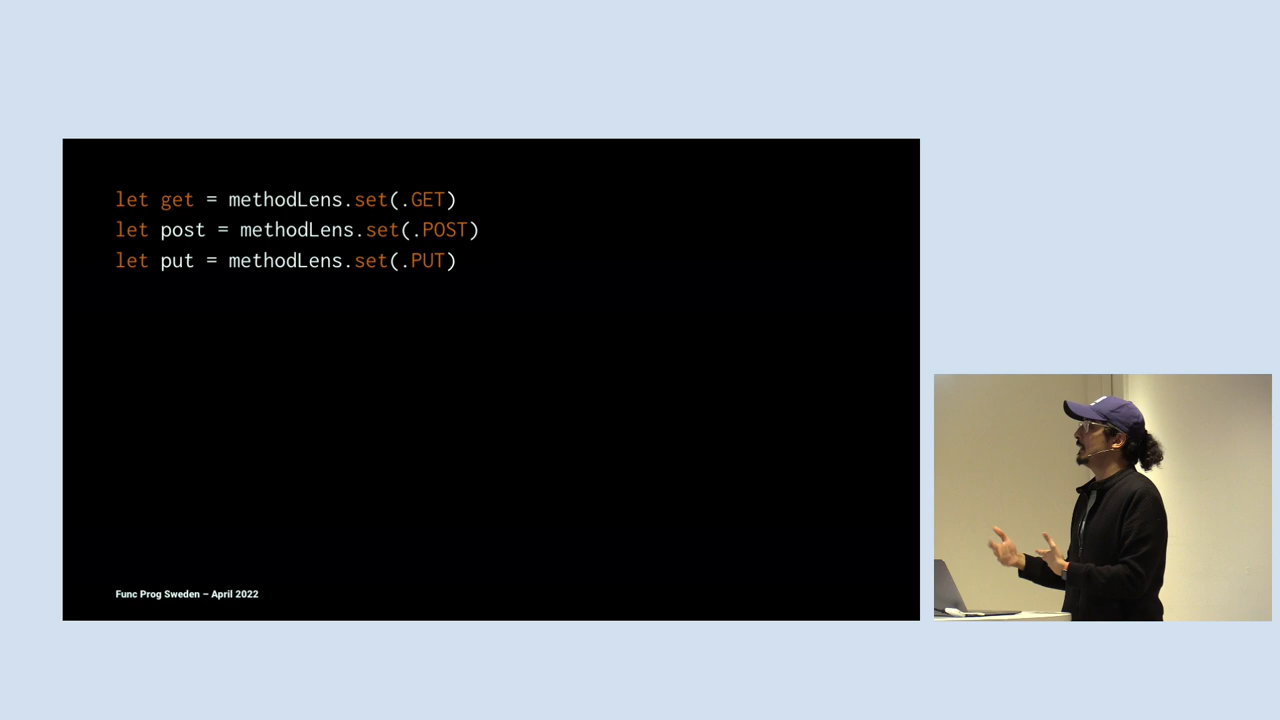 let get = methodLens.set(.GET)
let post = methodLens.set(.POST)
let put = methodLens.set(.PUT)
Func Prog Sweden – April 2022